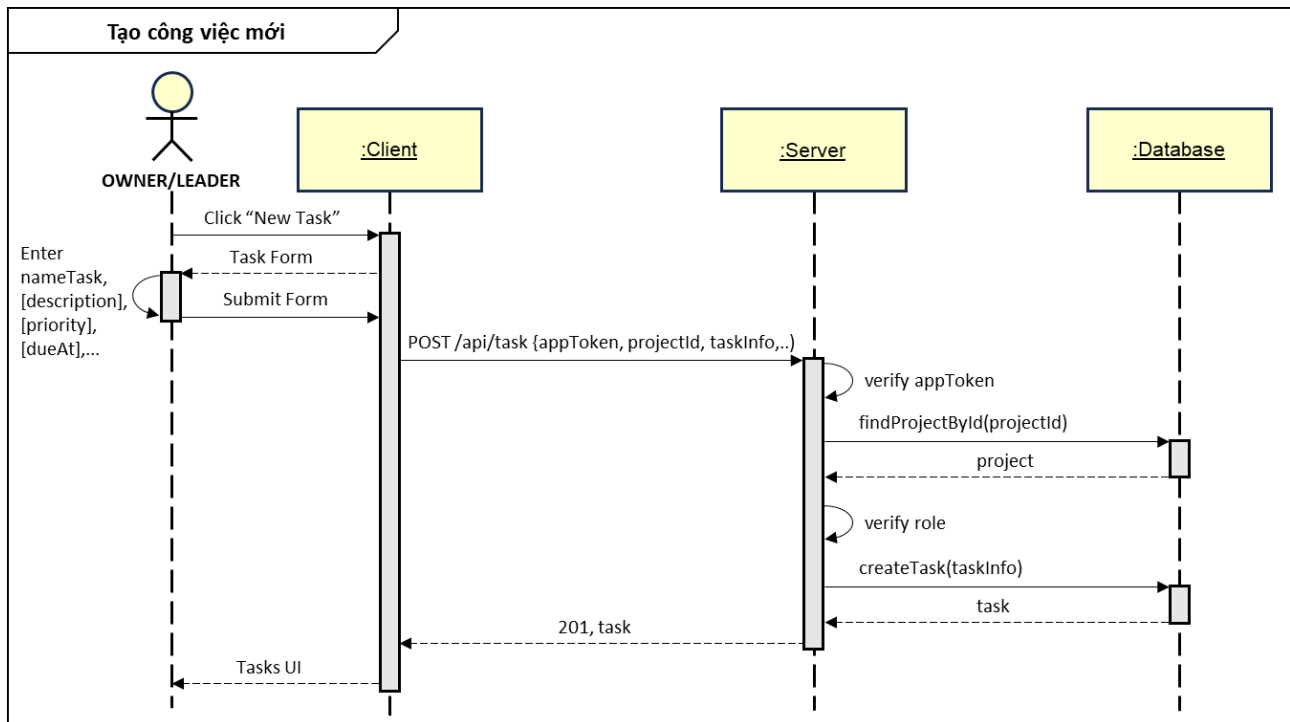 Tạo công việc mới
OWNER/LEADER
:Client
:Server
:Database
Click “New Task”
Task Form
Enter
nameTask,
[description],
[priority],
[dueAt],...
Submit Form
POST /api/task {appToken, projectId, taskInfo,..)
verify appToken
findProjectById(projectId)
project
verify role
createTask(taskInfo)
task
201, task
Tasks UI